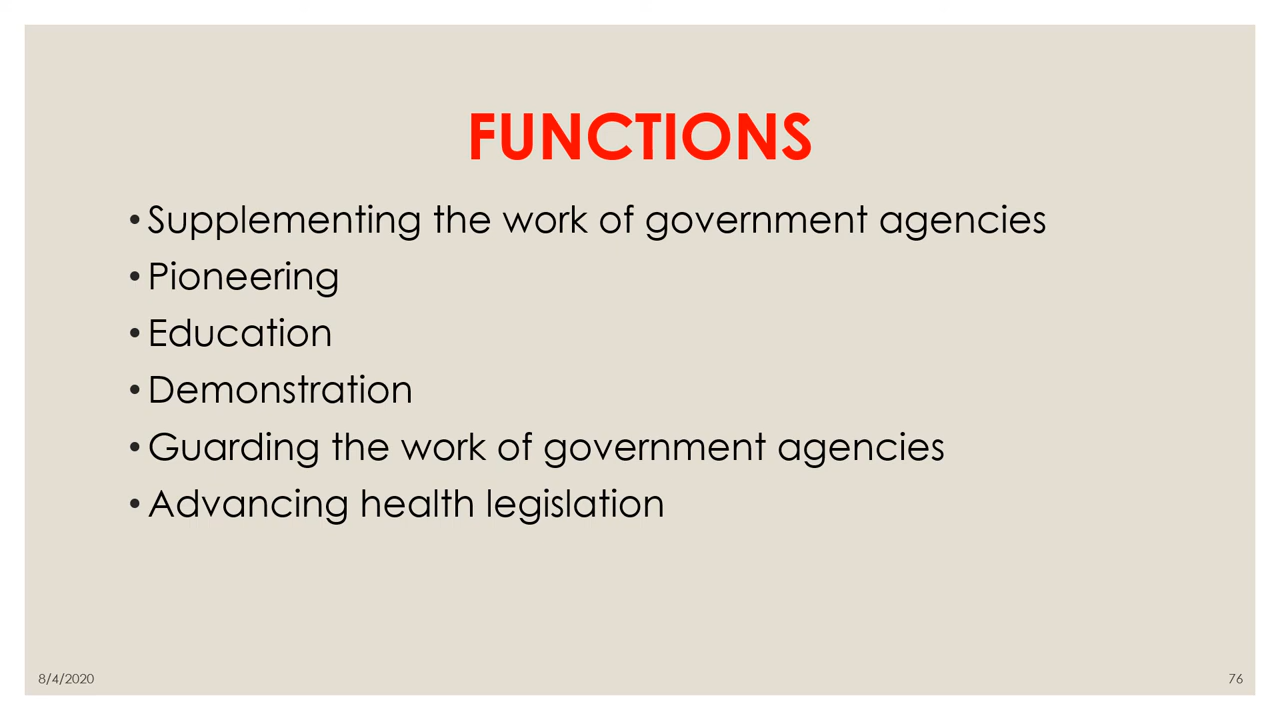 FUNCTIONS
• Supplementing the work of government agencies
• Pioneering
• Education
• Demonstration
• Guarding the work of government agencies
• Advancing health legislation
8/4/2020
76